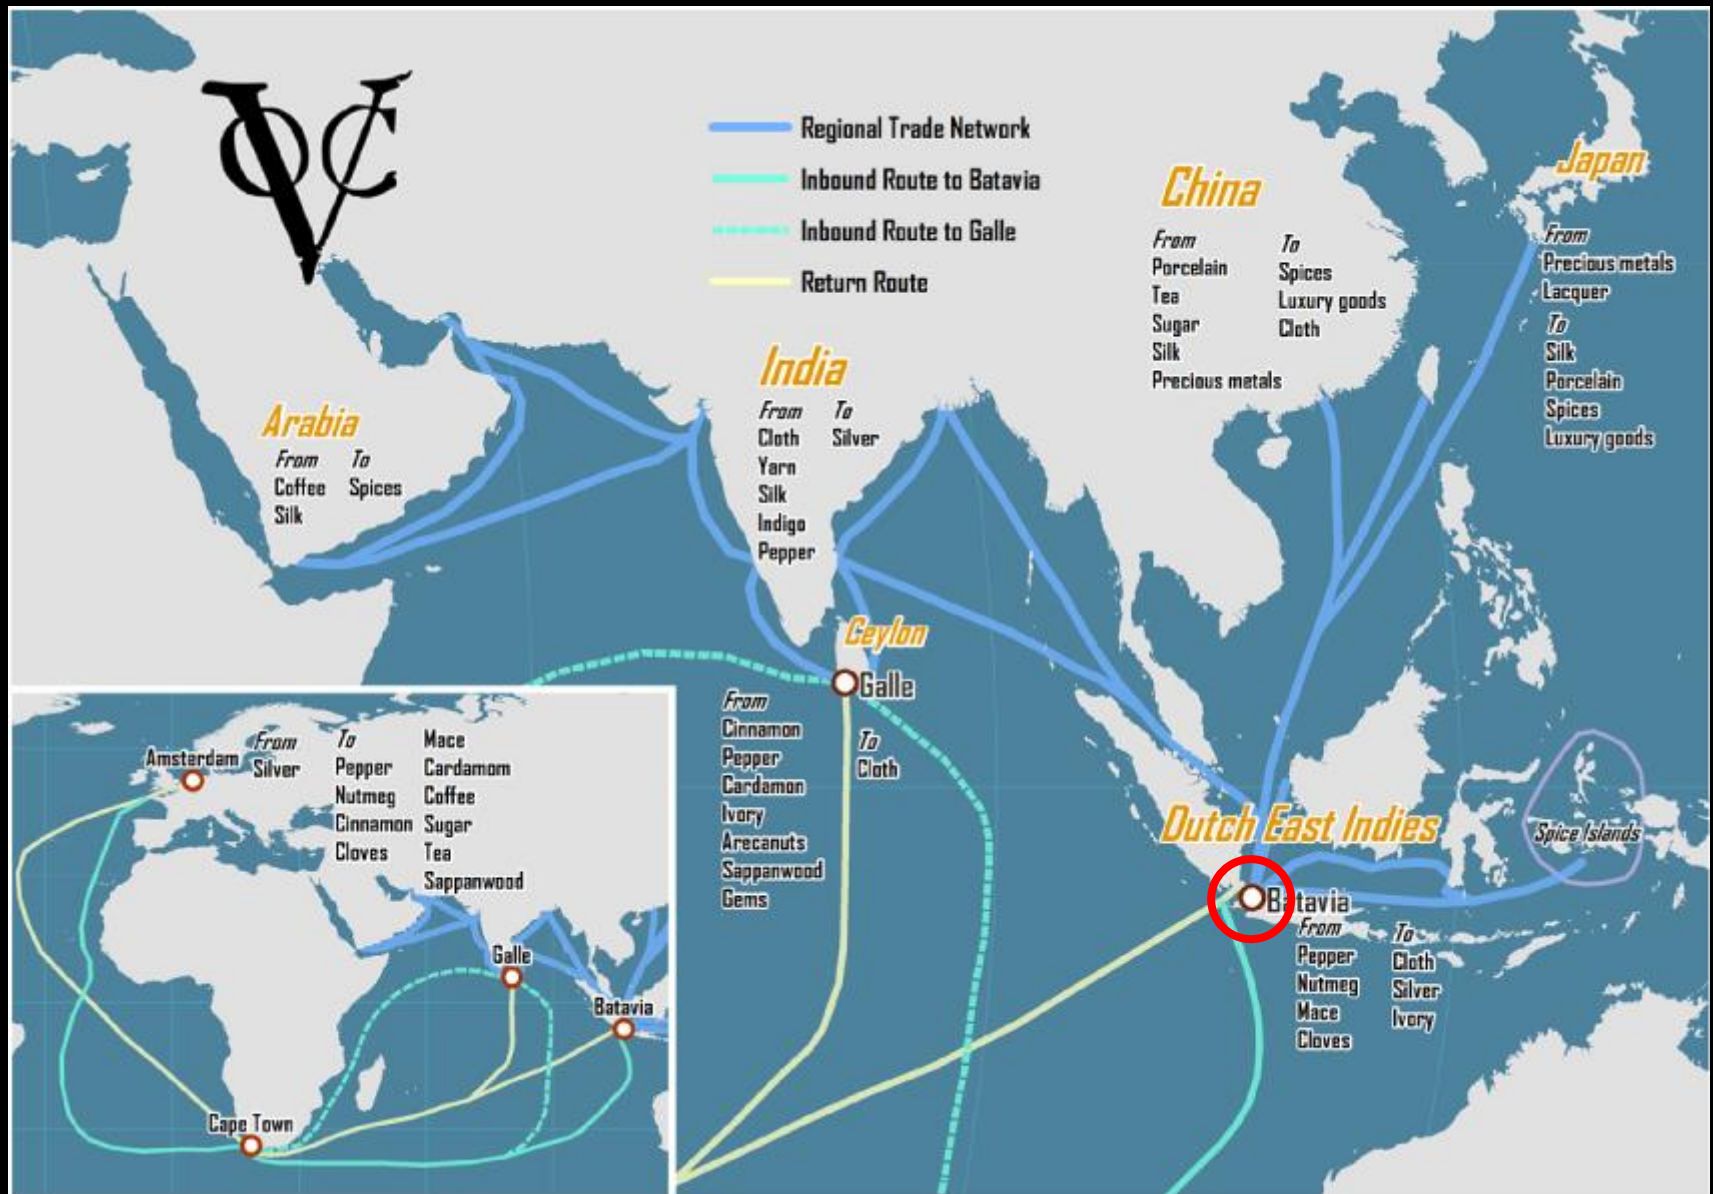 VOC
Regional Trade Network
Inbound Route to Batavia
Inbound Route to Galle
Return Route
China
From
Porcelain
Tea
Sugar
Silk
Precious metals
To
Spices
Luxury goods
Cloth
Japan
From
Precious metals
Lacquer
To
Silk
Porcelain
Spices
Luxury goods
India
From
Cloth
Yarn
Silk
Indigo
Pepper
To
Silver
Arabia
From
Coffee
Silk
To
Spices
Ceylon
Galle
From
Cinnamon
Pepper
Cardamon
Ivory
Arecanuts
Sappanwood
Gems
To
Cloth
Dutch East Indies
Spice Islands
Batavia
From
Pepper
Nutmeg
Mace
Cloves
To
Cloth
Silver
Ivory
Amsterdam
From
Silver
To
Pepper
Nutmeg
Cinnamon
Cloves
Mace
Cardamom
Coffee
Sugar
Tea
Sappanwood
Galle
Batavia
Cape Town